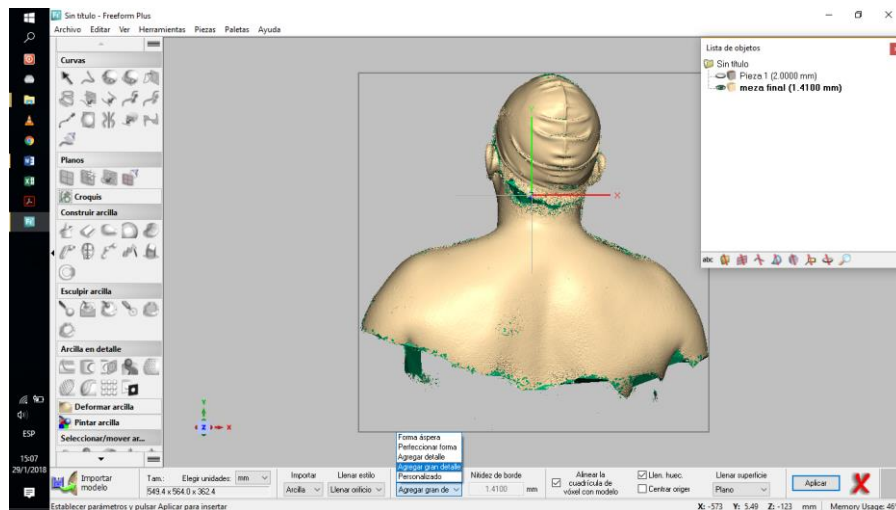 Sin título - Freeform Plus
Archivo Editar Ver Herramientas Piezas Paletas Ayuda
Curvas
Planos
Croquis
Construir arcilla
Esculpir arcilla
Arcilla en detalle
Deformar arcilla
Pintar arcilla
Seleccionar/mover ar...
Lista de objetos
Sin título
Pieza 1 (2.0000 mm)
meza final (1.4100 mm)
abc
Y
X
Y
Z
X
ESP
15:07
29/1/2018
Forma áspera
Perfeccionar forma
Agregar detalle
Agregar gran detalle
Personalizado
Importar modelo
Tam.: Elegir unidades: mm
549.4 x 564.0 x 362.4
Importar
Arcilla
Llenar estilo
Llenar orificio
Agregar gran de
Nitidez de borde
1.4100 mm
Alinear la cuadrícula de vóxel con modelo
Llen. huec.
Centrar origen
Llenar superficie
Plano
Aplicar
Establecer parámetros y pulsar Aplicar para insertar
X: -573 Y: 5.49 Z: -123 mm Memory Usage: